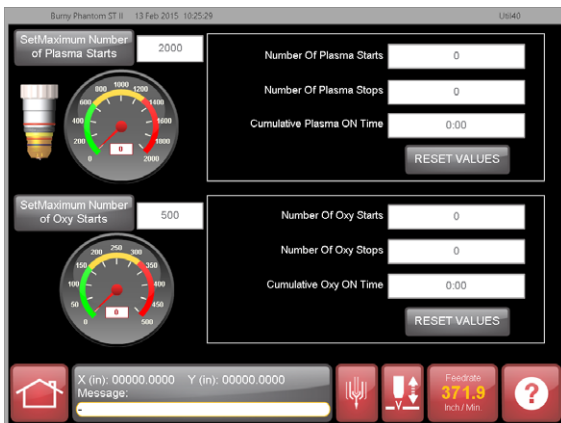 Burny Phantom ST II 13 Feb 2015 10:25:29 Util40
SetMaximum Number
of Plasma Starts
2000
0 200 400 600 800 1000 1200 1400 1600 1800 2000
0
Number Of Plasma Starts 0
Number Of Plasma Stops 0
Cumulative Plasma ON Time 0:00
RESET VALUES
SetMaximum Number
of Oxy Starts
500
0 50 100 150 200 250 300 350 400 450 500
0
Number Of Oxy Starts 0
Number Of Oxy Stops 0
Cumulative Oxy ON Time 0:00
RESET VALUES
X (in): 00000.0000 Y (in): 00000.0000
Message:
-
V
Feedrate
371.9
Inch / Min.
?